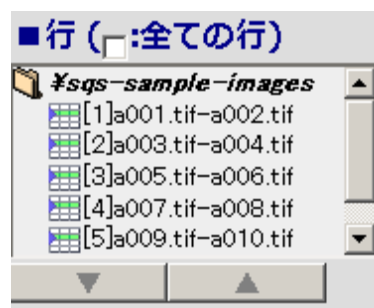 ■行 (□:全ての行)
¥sqs-sample-images
[1]a001.tif-a002.tif
[2]a003.tif-a004.tif
[3]a005.tif-a006.tif
[4]a007.tif-a008.tif
[5]a009.tif-a010.tif